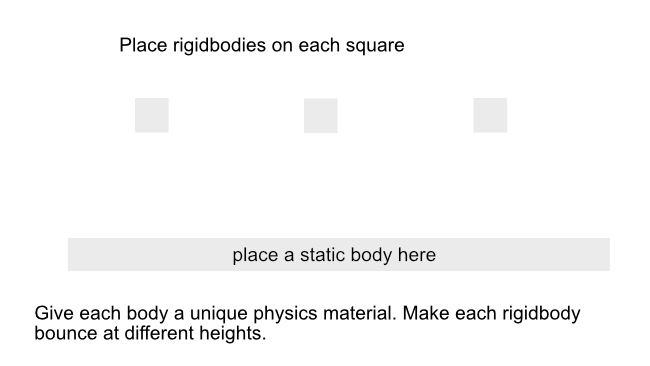 Place rigidbodies on each square
place a static body here
Give each body a unique physics material. Make each rigidbody
bounce at different heights.